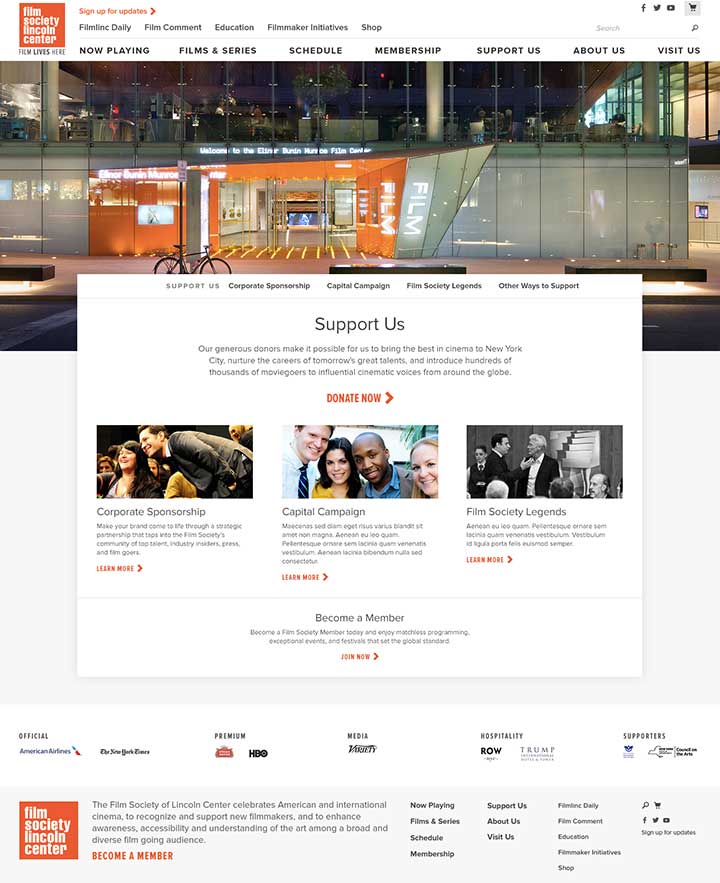 film
society
lincoln
center
FILM LIVES HERE
Sign up for updates
Filmlinc Daily Film Comment Education Filmmaker Initiatives Shop
Search
NOW PLAYING FILMS & SERIES SCHEDULE MEMBERSHIP SUPPORT US ABOUT US VISIT US
Welcome to the Elinor Bunin Munroe Film Center
Elinor Bunin Munroe Film Center
FILM
FILM
SUPPORT US Corporate Sponsorship Capital Campaign Film Society Legends Other Ways to Support
Support Us
Our generous donors make it possible for us to bring the best in cinema to New York
City, nurture the careers of tomorrow's great talents, and introduce hundreds of
thousands of moviegoers to influential cinematic voices from around the globe.
DONATE NOW
Corporate Sponsorship
Make your brand come to life through a strategic
partnership that taps into the Film Society's
community of top talent, industry insiders, press,
and film goers.
LEARN MORE
Capital Campaign
Maecenas sed diam eget risus varius blandit sit
amet non magna. Aenean eu leo quam.
Pellentesque ornare sem lacinia quam venenatis
vestibulum. Aenean lacinia bibendum nulla sed
consectetur.
LEARN MORE
Film Society Legends
Aenean eu leo quam. Pellentesque ornare sem
lacinia quam venenatis vestibulum. Vestibulum
id ligula porta felis euismod semper.
LEARN MORE
Become a Member
Become a Film Society Member today and enjoy matchless programming,
exceptional events, and festivals that set the global standard.
JOIN NOW
OFFICIAL PREMIUM MEDIA HOSPITALITY SUPPORTERS
American Airlines The New York Times HBO VARIETY ROW NYC TRUMP Council on
INTERNATIONAL the Arts
HOTEL & TOWER
film
society
lincoln
center
The Film Society of Lincoln Center celebrates American and international
cinema, to recognize and support new filmmakers, and to enhance
awareness, accessibility and understanding of the art among a broad and
diverse film going audience.
BECOME A MEMBER
Now Playing
Films & Series
Schedule
Membership
Support Us
About Us
Visit Us
Filmlinc Daily
Film Comment
Education
Filmmaker Initiatives
Shop
Sign up for updates